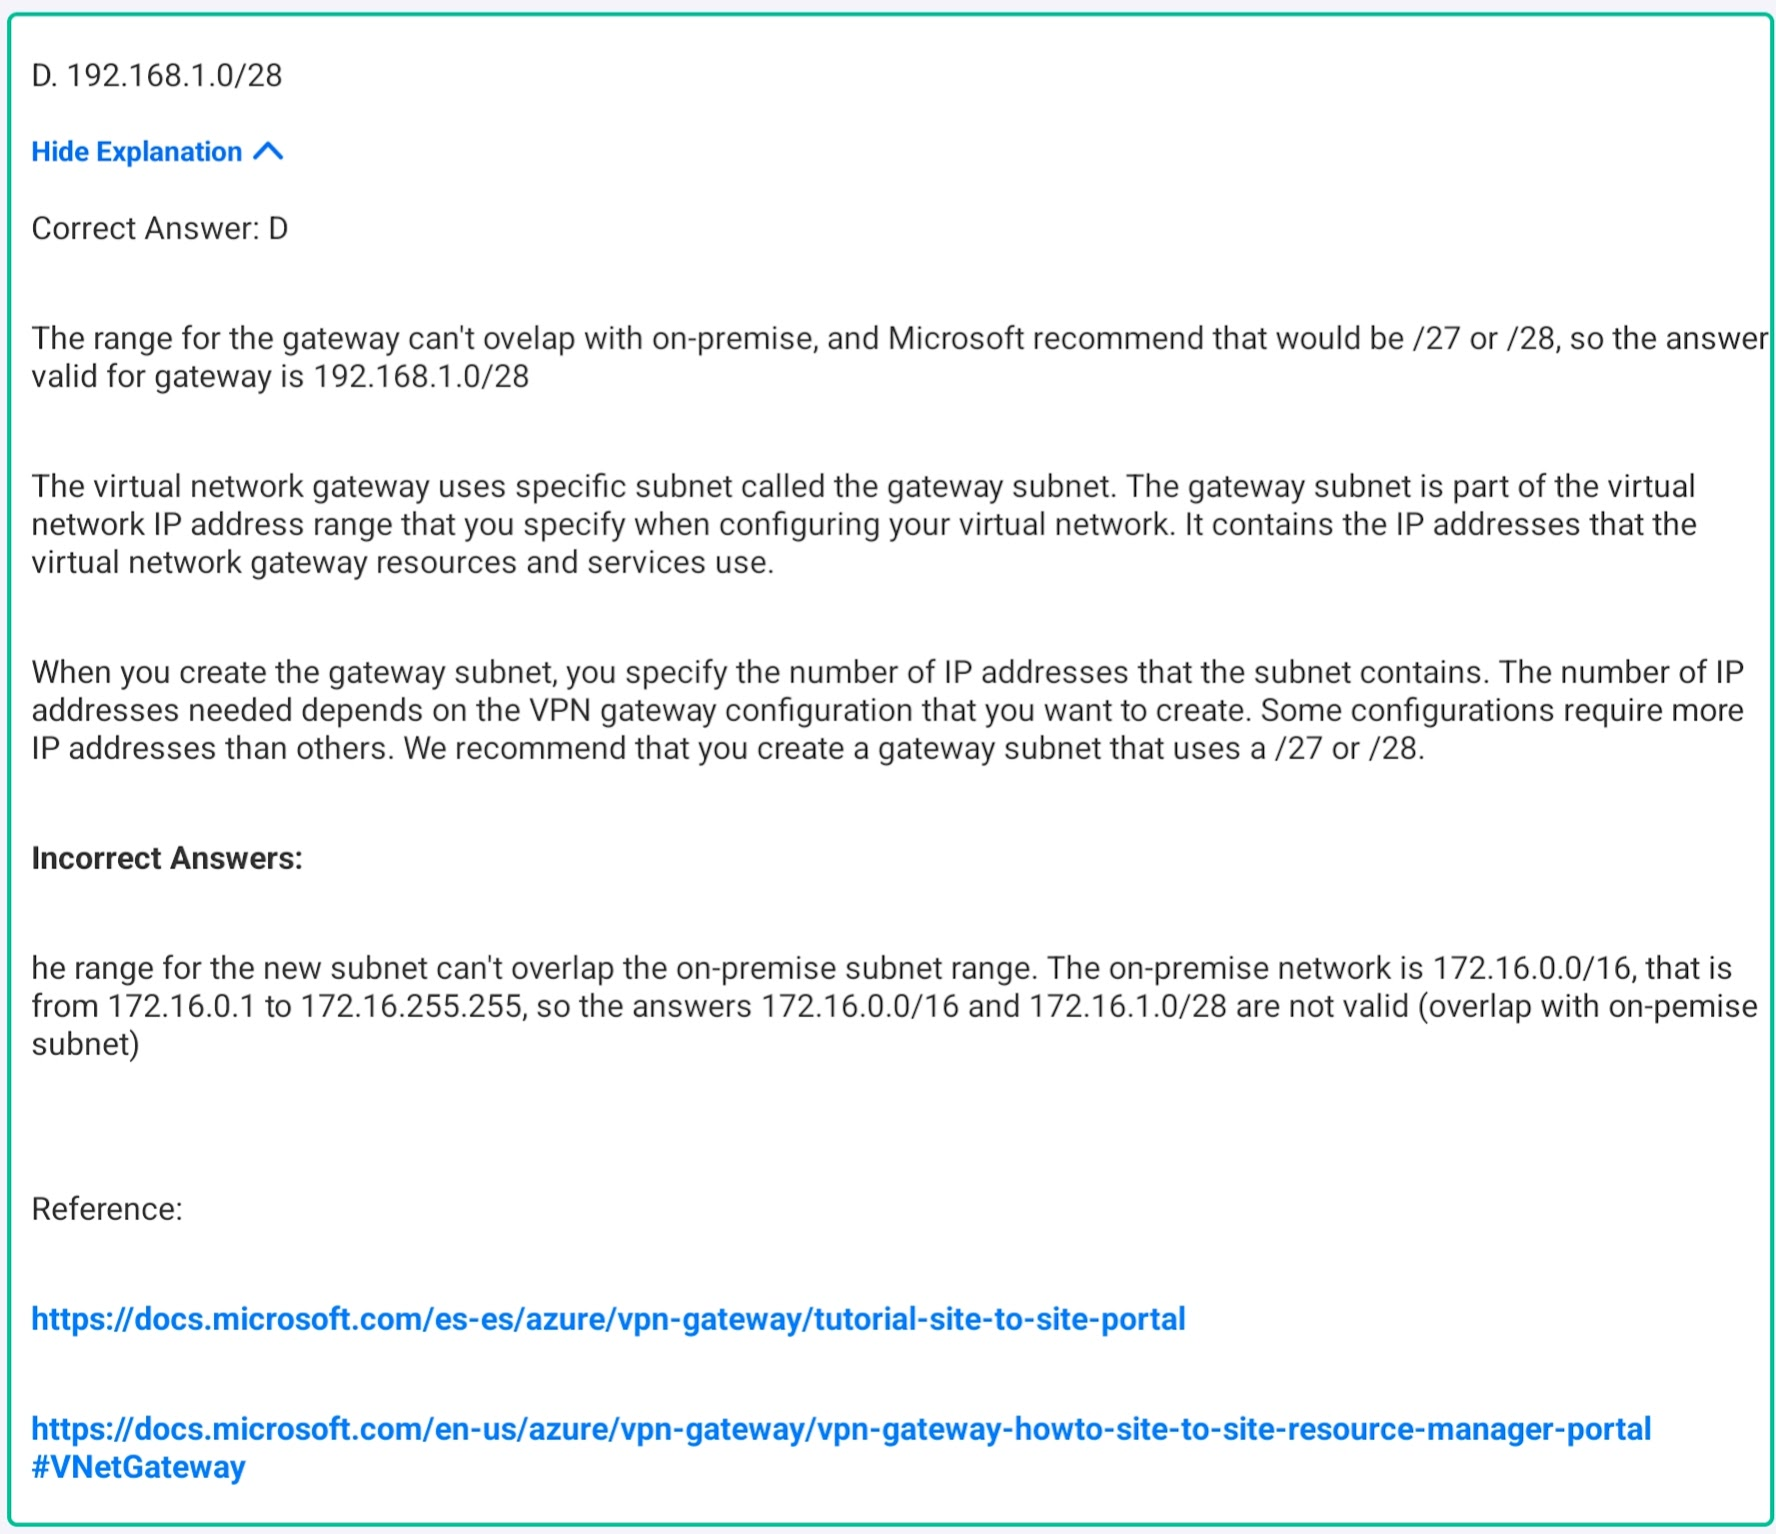 D. 192.168.1.0/28
Hide Explanation
Correct Answer: D
The range for the gateway can't ovelap with on-premise, and Microsoft recommend that would be /27 or /28, so the answer
valid for gateway is 192.168.1.0/28
The virtual network gateway uses specific subnet called the gateway subnet. The gateway subnet is part of the virtual
network IP address range that you specify when configuring your virtual network. It contains the IP addresses that the
virtual network gateway resources and services use.
When you create the gateway subnet, you specify the number of IP addresses that the subnet contains. The number of IP
addresses needed depends on the VPN gateway configuration that you want to create. Some configurations require more
IP addresses than others. We recommend that you create a gateway subnet that uses a /27 or /28.
Incorrect Answers:
he range for the new subnet can't overlap the on-premise subnet range. The on-premise network is 172.16.0.0/16, that is
from 172.16.0.1 to 172.16.255.255, so the answers 172.16.0.0/16 and 172.16.1.0/28 are not valid (overlap with on-pemise
subnet)
Reference:
https://docs.microsoft.com/es-es/azure/vpn-gateway/tutorial-site-to-site-portal
https://docs.microsoft.com/en-us/azure/vpn-gateway/vpn-gateway-howto-site-to-site-resource-manager-portal
#VNetGateway